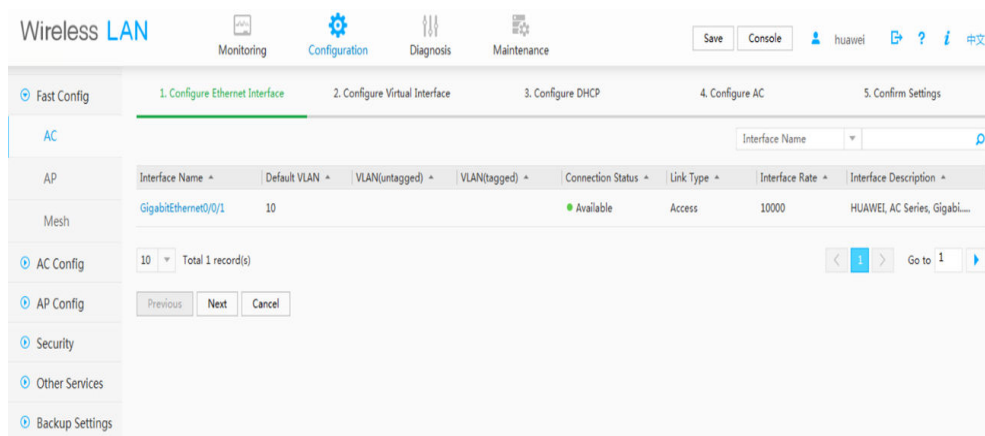 Wireless LAN
Monitoring
Configuration
Diagnosis
Maintenance
Save
Console
huawei
?
i
中文
Fast Config
AC
AP
Mesh
AC Config
AP Config
Security
Other Services
Backup Settings
1. Configure Ethernet Interface
2. Configure Virtual Interface
3. Configure DHCP
4. Configure AC
5. Confirm Settings
Interface Name
Interface Name Default VLAN VLAN(untagged) VLAN(tagged) Connection Status Link Type Interface Rate Interface Description
GigabitEthernet0/0/1 10 Available Access 10000 HUAWEI, AC Series, Gigabi.....
10 Total 1 record(s)
< 1 > Go to 1
Previous Next Cancel